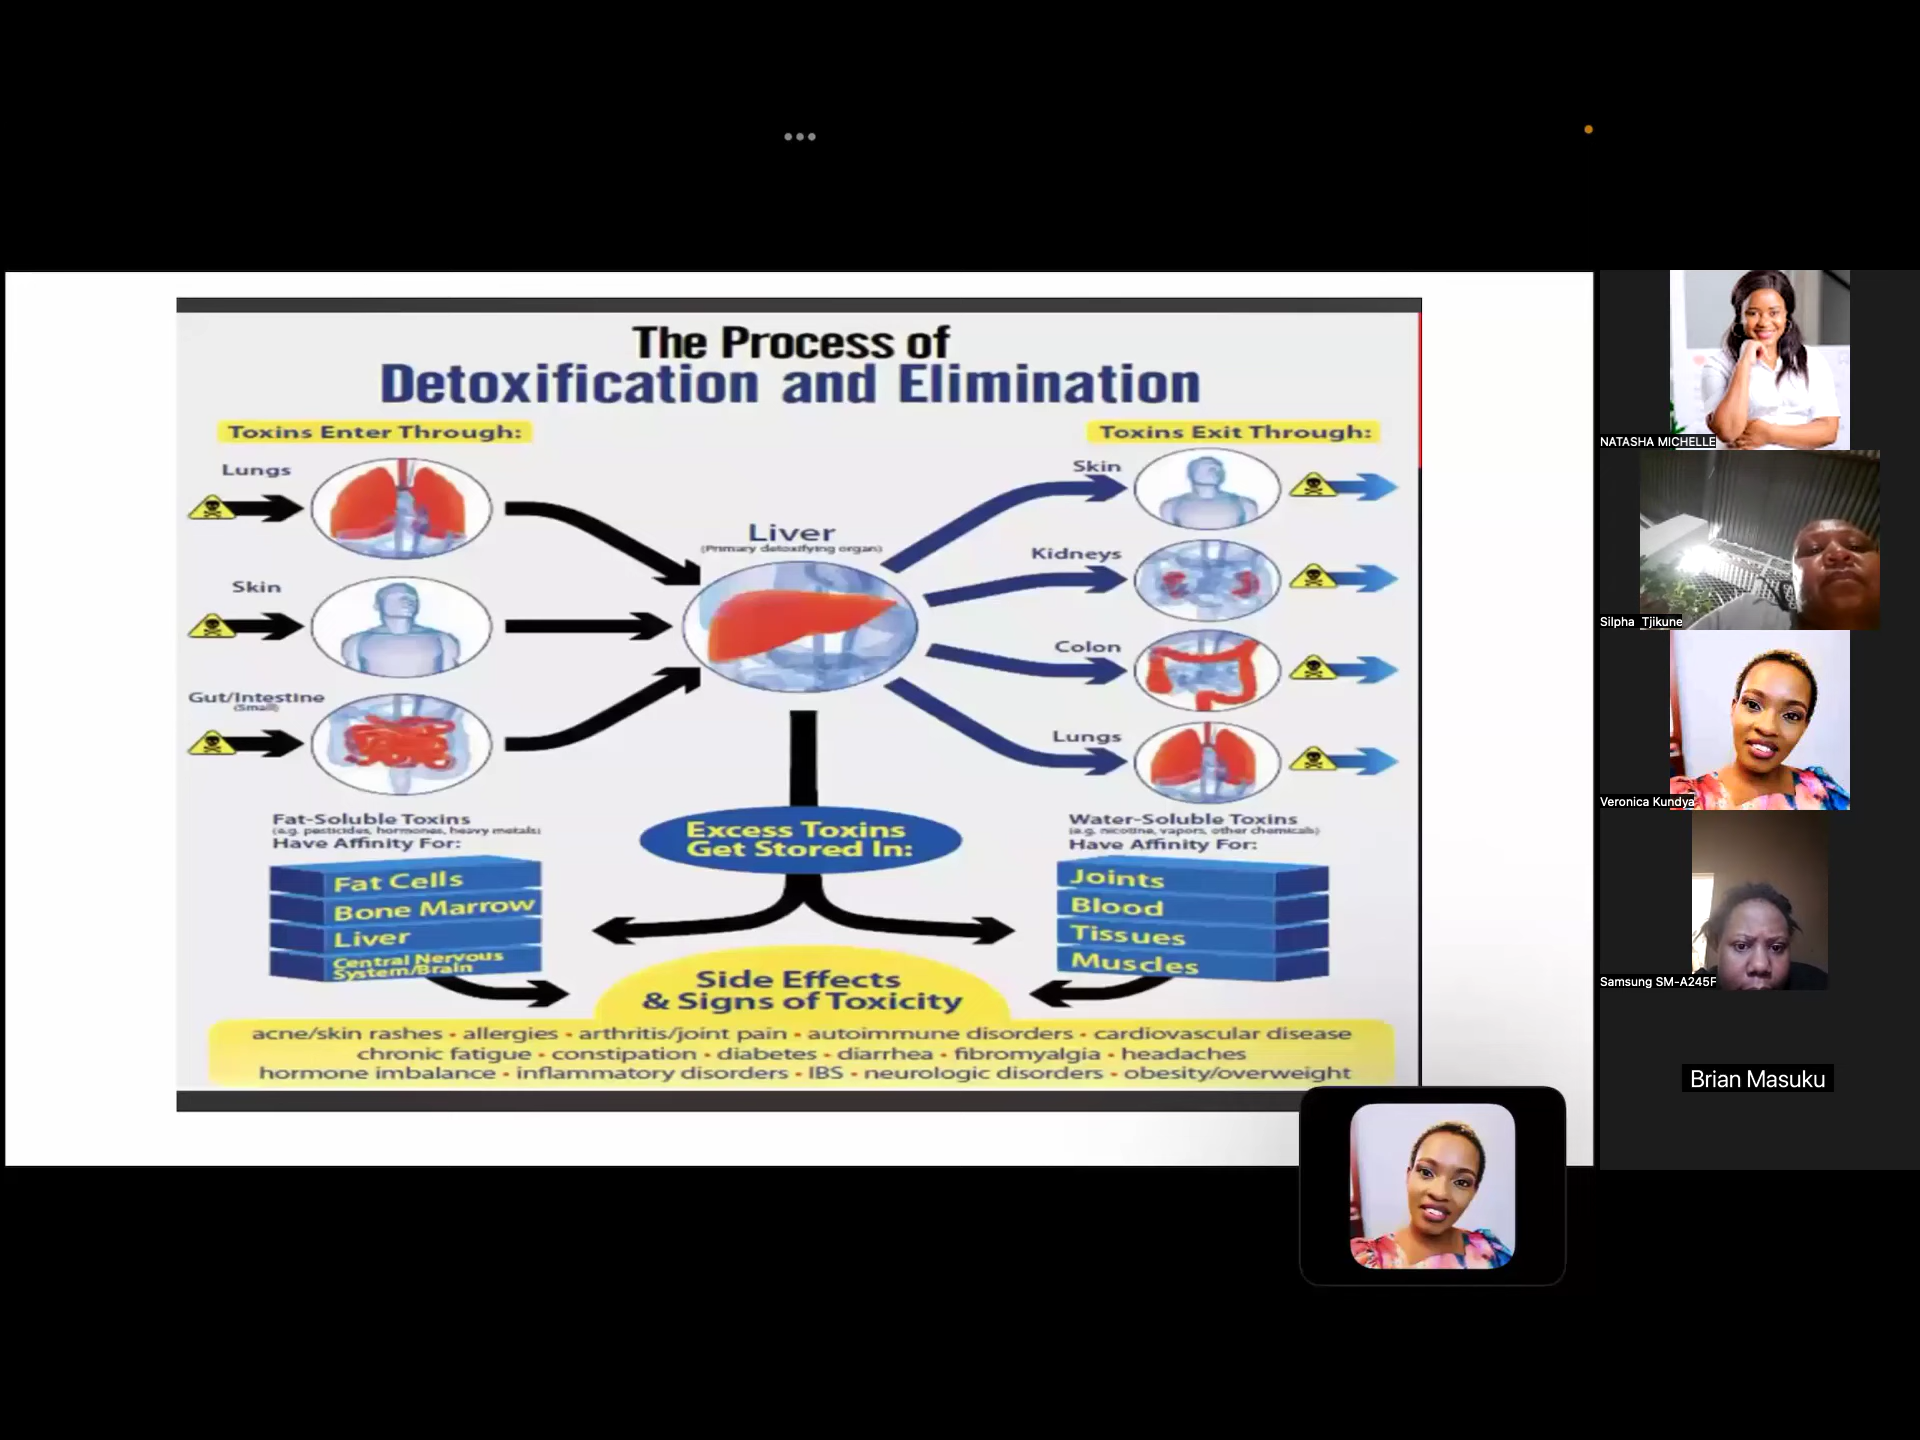 The Process of
Detoxification and Elimination
Toxins Enter Through:
Toxins Exit Through:
Lungs
Skin
Gut/Intestine
(Small)
Liver
(Primary detoxifying organ)
Skin
Kidneys
Colon
Lungs
Fat-Soluble Toxins
(e.g. pesticides, hormones, heavy metals)
Have Affinity For:
Fat Cells
Bone Marrow
Liver
Central Nervous
System/Brain
Excess Toxins
Get Stored In:
Water-Soluble Toxins
(e.g. nicotine, vapors, other chemicals)
Have Affinity For:
Joints
Blood
Tissues
Muscles
Side Effects
& Signs of Toxicity
acne/skin rashes • allergies • arthritis/joint pain • autoimmune disorders • cardiovascular disease
chronic fatigue • constipation • diabetes • diarrhea • fibromyalgia • headaches
hormone imbalance • inflammatory disorders • IBS • neurologic disorders • obesity/overweight
NATASHA MICHELLE
Silpha Tjikune
Veronica Kundya
Samsung SM-A245F
Brian Masuku